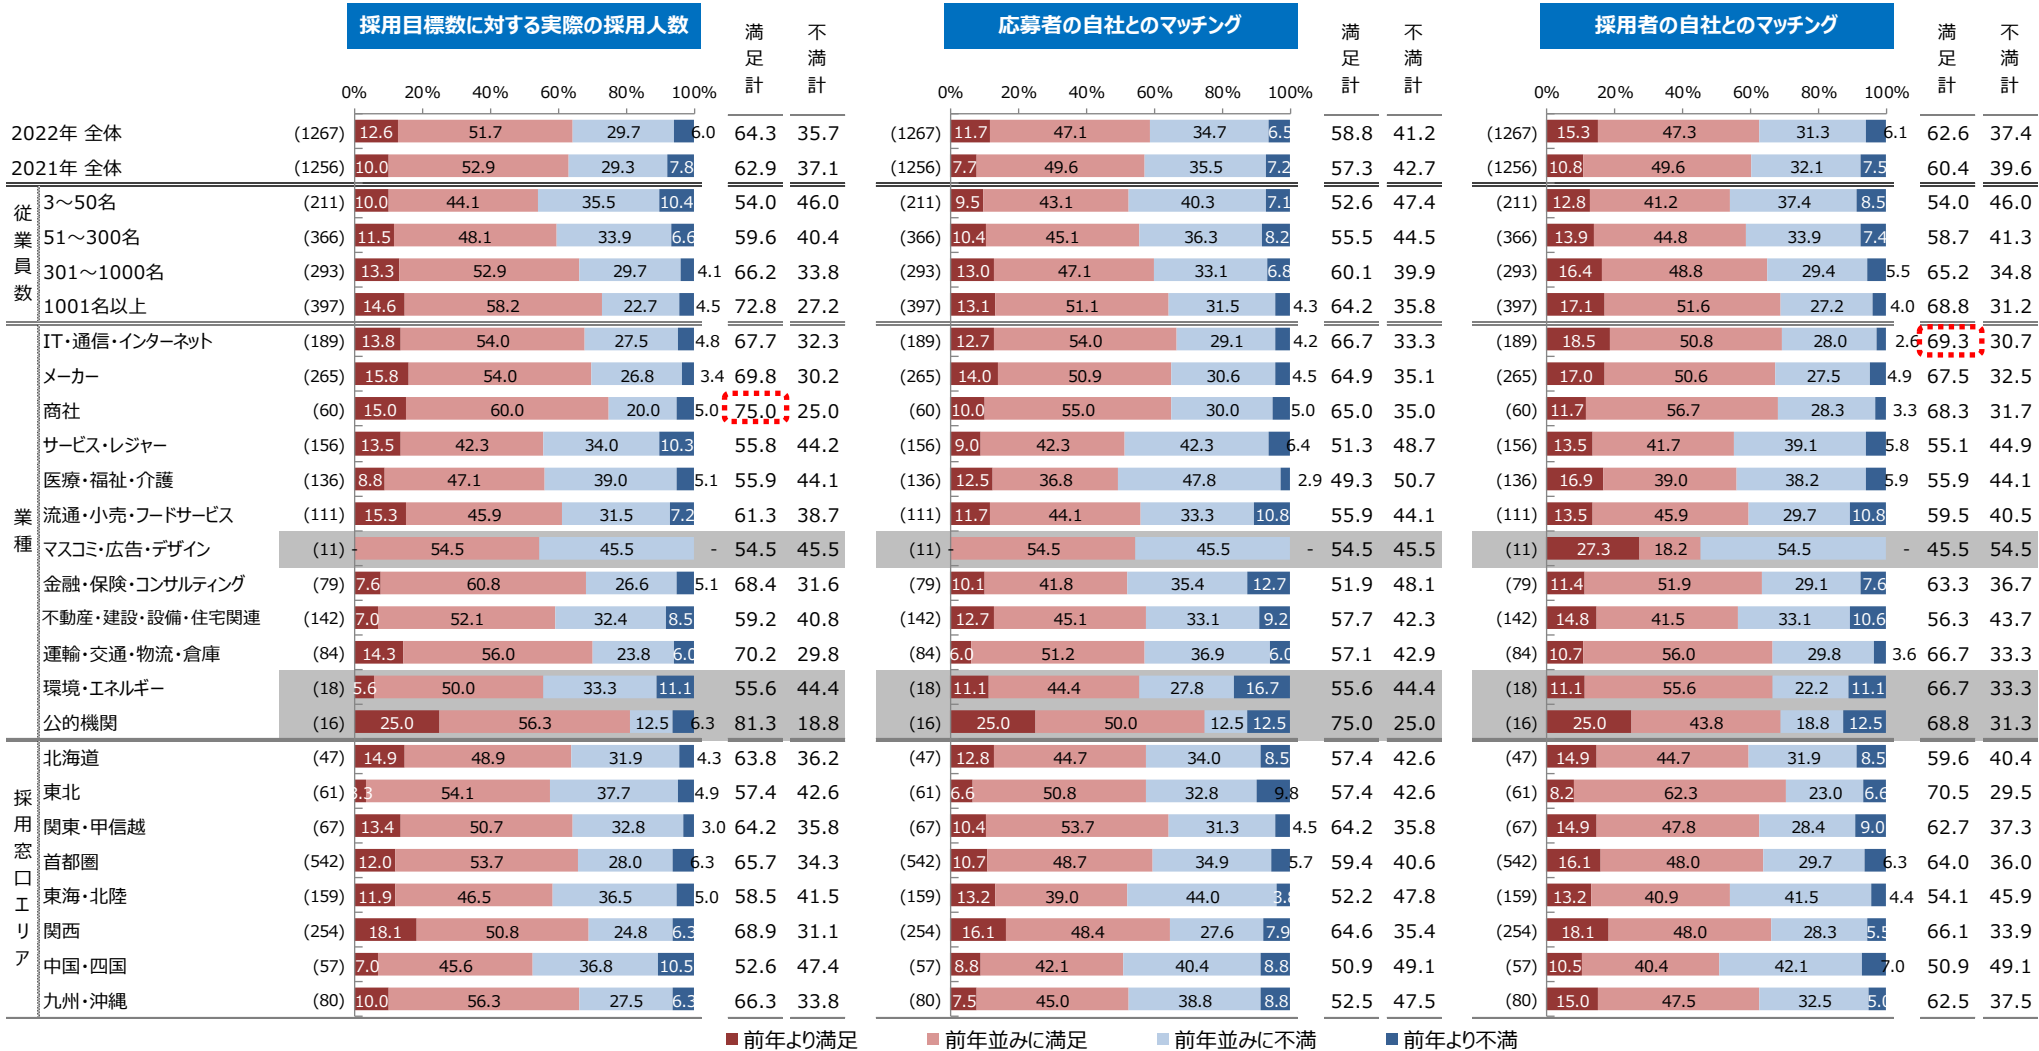 採用目標数に対する実際の採用人数 満足計 不満計 応募者の自社とのマッチング 満足計 不満計 採用者の自社とのマッチング 満足計 不満計
0% 20% 40% 60% 80% 100% 0% 20% 40% 60% 80% 100% 0% 20% 40% 60% 80% 100%
2022年 全体 (1267) 12.6 51.7 29.7 6.0 64.3 35.7 (1267) 11.7 47.1 34.7 6.5 58.8 41.2 (1267) 15.3 47.3 31.3 6.1 62.6 37.4
2021年 全体 (1256) 10.0 52.9 29.3 7.8 62.9 37.1 (1256) 7.7 49.6 35.5 7.2 57.3 42.7 (1256) 10.8 49.6 32.1 7.5 60.4 39.6
従業員数
3～50名 (211) 10.0 44.1 35.5 10.4 54.0 46.0 (211) 9.5 43.1 40.3 7.1 52.6 47.4 (211) 12.8 41.2 37.4 8.5 54.0 46.0
51～300名 (366) 11.5 48.1 33.9 6.6 59.6 40.4 (366) 10.4 45.1 36.3 8.2 55.5 44.5 (366) 13.9 44.8 33.9 7.4 58.7 41.3
301～1000名 (293) 13.3 52.9 29.7 4.1 66.2 33.8 (293) 13.0 47.1 33.1 6.8 60.1 39.9 (293) 16.4 48.8 29.4 5.5 65.2 34.8
1001名以上 (397) 14.6 58.2 22.7 4.5 72.8 27.2 (397) 13.1 51.1 31.5 4.3 64.2 35.8 (397) 17.1 51.6 27.2 4.0 68.8 31.2
業種
IT・通信・インターネット (189) 13.8 54.0 27.5 4.8 67.7 32.3 (189) 12.7 54.0 29.1 4.2 66.7 33.3 (189) 18.5 50.8 28.0 2.6 69.3 30.7
メーカー (265) 15.8 54.0 26.8 3.4 69.8 30.2 (265) 14.0 50.9 30.6 4.5 64.9 35.1 (265) 17.0 50.6 27.5 4.9 67.5 32.5
商社 (60) 15.0 60.0 20.0 5.0 75.0 25.0 (60) 10.0 55.0 30.0 5.0 65.0 35.0 (60) 11.7 56.7 28.3 3.3 68.3 31.7
サービス・レジャー (156) 13.5 42.3 34.0 10.3 55.8 44.2 (156) 9.0 42.3 42.3 6.4 51.3 48.7 (156) 13.5 41.7 39.1 5.8 55.1 44.9
医療・福祉・介護 (136) 8.8 47.1 39.0 5.1 55.9 44.1 (136) 12.5 36.8 47.8 2.9 49.3 50.7 (136) 16.9 39.0 38.2 5.9 55.9 44.1
流通・小売・フードサービス (111) 15.3 45.9 31.5 7.2 61.3 38.7 (111) 11.7 44.1 33.3 10.8 55.9 44.1 (111) 13.5 45.9 29.7 10.8 59.5 40.5
マスコミ・広告・デザイン (11) - 54.5 45.5 - 54.5 45.5 (11) - 54.5 45.5 - 54.5 45.5 (11) 27.3 18.2 54.5 - 45.5 54.5
金融・保険・コンサルティング (79) 7.6 60.8 26.6 5.1 68.4 31.6 (79) 10.1 41.8 35.4 12.7 51.9 48.1 (79) 11.4 51.9 29.1 7.6 63.3 36.7
不動産・建設・設備・住宅関連 (142) 7.0 52.1 32.4 8.5 59.2 40.8 (142) 12.7 45.1 33.1 9.2 57.7 42.3 (142) 14.8 41.5 33.1 10.6 56.3 43.7
運輸・交通・物流・倉庫 (84) 14.3 56.0 23.8 6.0 70.2 29.8 (84) 6.0 51.2 36.9 6.0 57.1 42.9 (84) 10.7 56.0 29.8 3.6 66.7 33.3
環境・エネルギー (18) 5.6 50.0 33.3 11.1 55.6 44.4 (18) 11.1 44.4 27.8 16.7 55.6 44.4 (18) 11.1 55.6 22.2 11.1 66.7 33.3
公的機関 (16) 25.0 56.3 12.5 6.3 81.3 18.8 (16) 25.0 50.0 12.5 12.5 75.0 25.0 (16) 25.0 43.8 18.8 12.5 68.8 31.3
採用窓口エリア
北海道 (47) 14.9 48.9 31.9 4.3 63.8 36.2 (47) 12.8 44.7 34.0 8.5 57.4 42.6 (47) 14.9 44.7 31.9 8.5 59.6 40.4
東北 (61) 3.3 54.1 37.7 4.9 57.4 42.6 (61) 6.6 50.8 32.8 9.8 57.4 42.6 (61) 8.2 62.3 23.0 6.6 70.5 29.5
関東・甲信越 (67) 13.4 50.7 32.8 3.0 64.2 35.8 (67) 10.4 53.7 31.3 4.5 64.2 35.8 (67) 14.9 47.8 28.4 9.0 62.7 37.3
首都圏 (542) 12.0 53.7 28.0 6.3 65.7 34.3 (542) 10.7 48.7 34.9 5.7 59.4 40.6 (542) 16.1 48.0 29.7 6.3 64.0 36.0
東海・北陸 (159) 11.9 46.5 36.5 5.0 58.5 41.5 (159) 13.2 39.0 44.0 3.8 52.2 47.8 (159) 13.2 40.9 41.5 4.4 54.1 45.9
関西 (254) 18.1 50.8 24.8 6.3 68.9 31.1 (254) 16.1 48.4 27.6 7.9 64.6 35.4 (254) 18.1 48.0 28.3 5.5 66.1 33.9
中国・四国 (57) 7.0 45.6 36.8 10.5 52.6 47.4 (57) 8.8 42.1 40.4 8.8 50.9 49.1 (57) 10.5 40.4 42.1 7.0 50.9 49.1
九州・沖縄 (80) 10.0 56.3 27.5 6.3 66.3 33.8 (80) 7.5 45.0 38.8 8.8 52.5 47.5 (80) 15.0 47.5 32.5 5.0 62.5 37.5
前年より満足 前年並みに満足 前年並みに不満 前年より不満